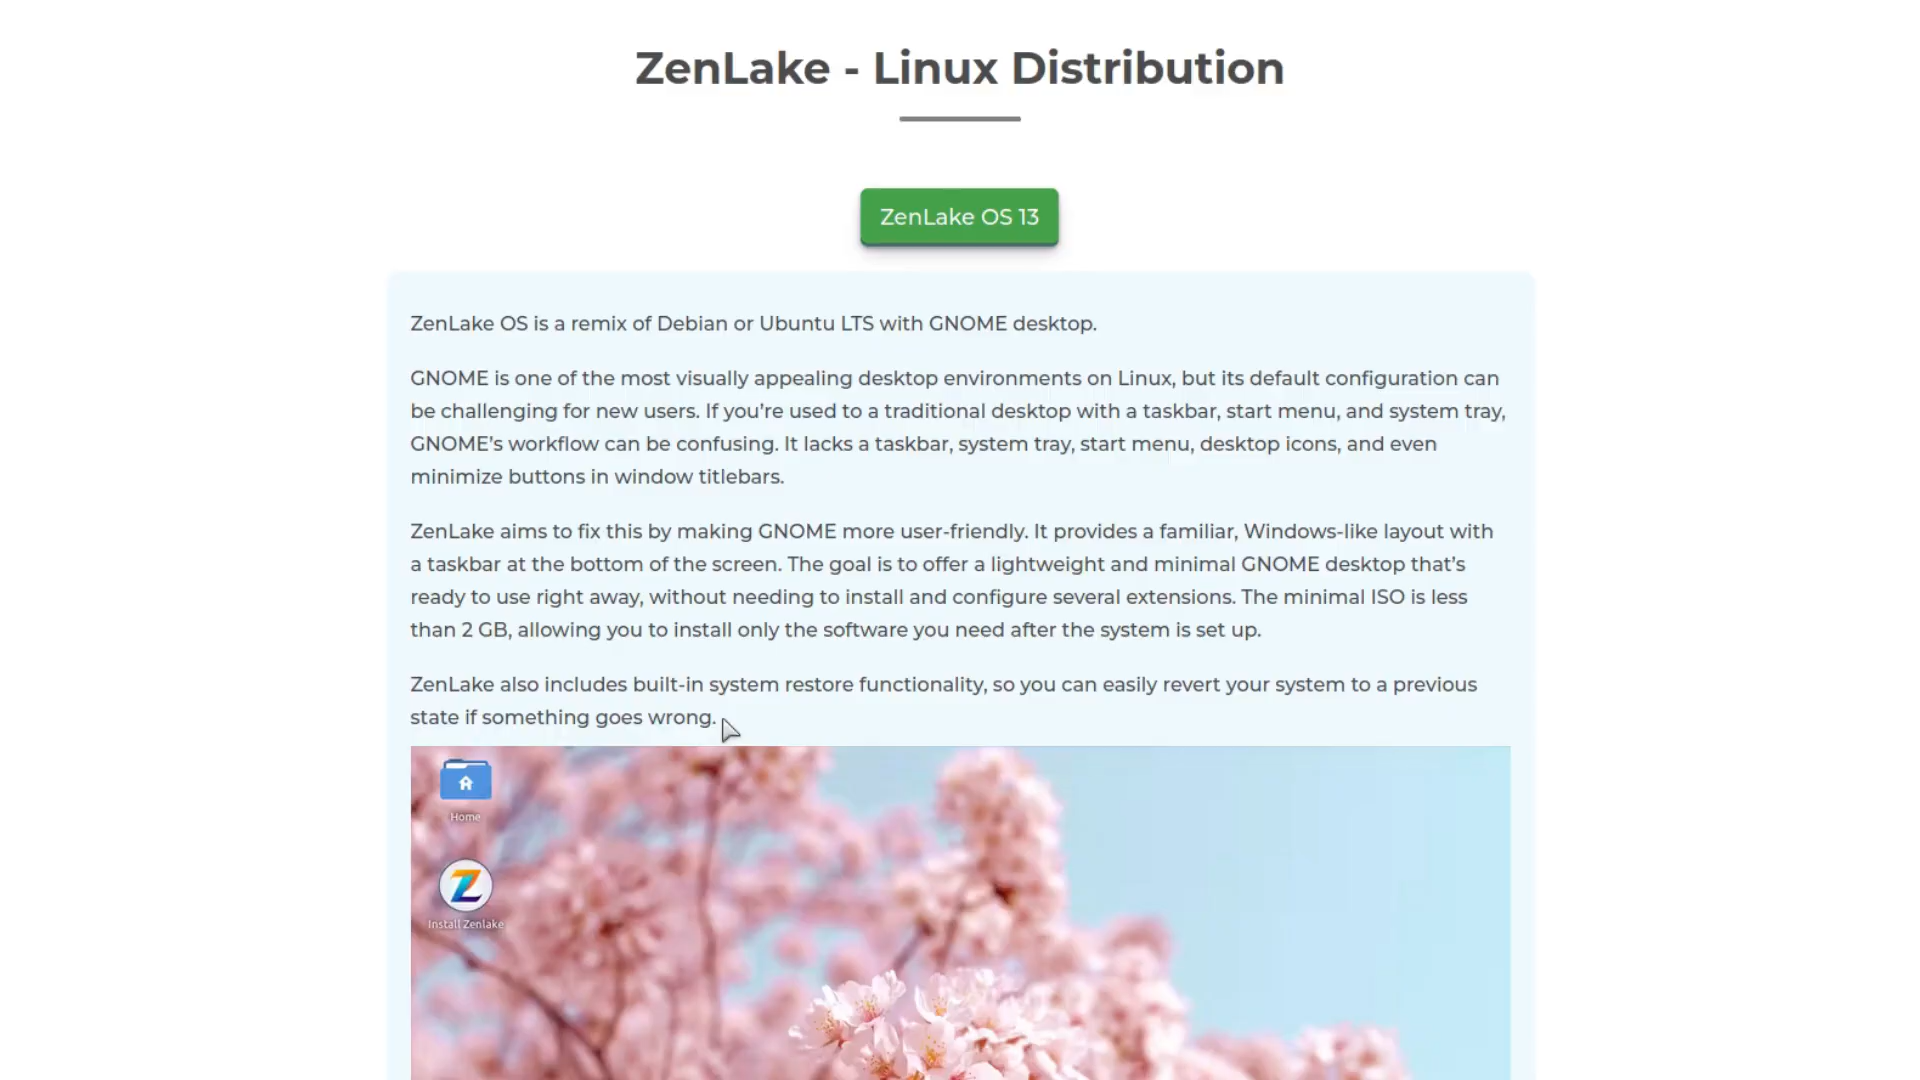 ZenLake - Linux Distribution
ZenLake OS 13
ZenLake OS is a remix of Debian or Ubuntu LTS with GNOME desktop.
GNOME is one of the most visually appealing desktop environments on Linux, but its default configuration can
be challenging for new users. If you're used to a traditional desktop with a taskbar, start menu, and system tray,
GNOME's workflow can be confusing. It lacks a taskbar, system tray, start menu, desktop icons, and even
minimize buttons in window titlebars.
ZenLake aims to fix this by making GNOME more user-friendly. It provides a familiar, Windows-like layout with
a taskbar at the bottom of the screen. The goal is to offer a lightweight and minimal GNOME desktop that's
ready to use right away, without needing to install and configure several extensions. The minimal ISO is less
than 2 GB, allowing you to install only the software you need after the system is set up.
ZenLake also includes built-in system restore functionality, so you can easily revert your system to a previous
state if something goes wrong.
Home
Install Zenlake